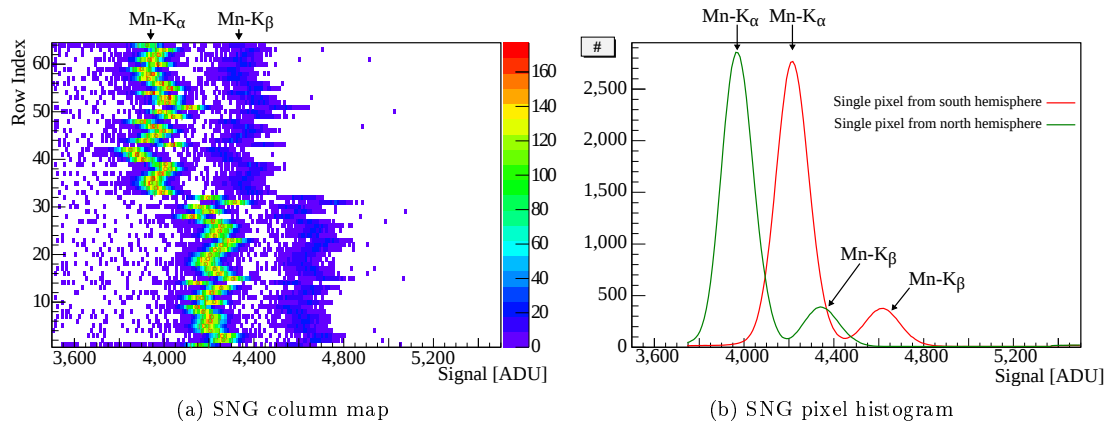 Mn-Kα Mn-Kβ
Row Index
60
50
40
30
20
10
3,600 4,000 4,400 4,800 5,200
Signal [ADU]
160
140
120
100
80
60
40
20
0
(a) SNG column map
Mn-Kα Mn-Kα
#
2,500
2,000
1,500
1,000
500
0
Single pixel from south hemisphere
Single pixel from north hemisphere
Mn-Kβ
Mn-Kβ
3,600 4,000 4,400 4,800 5,200
Signal [ADU]
(b) SNG pixel histogram